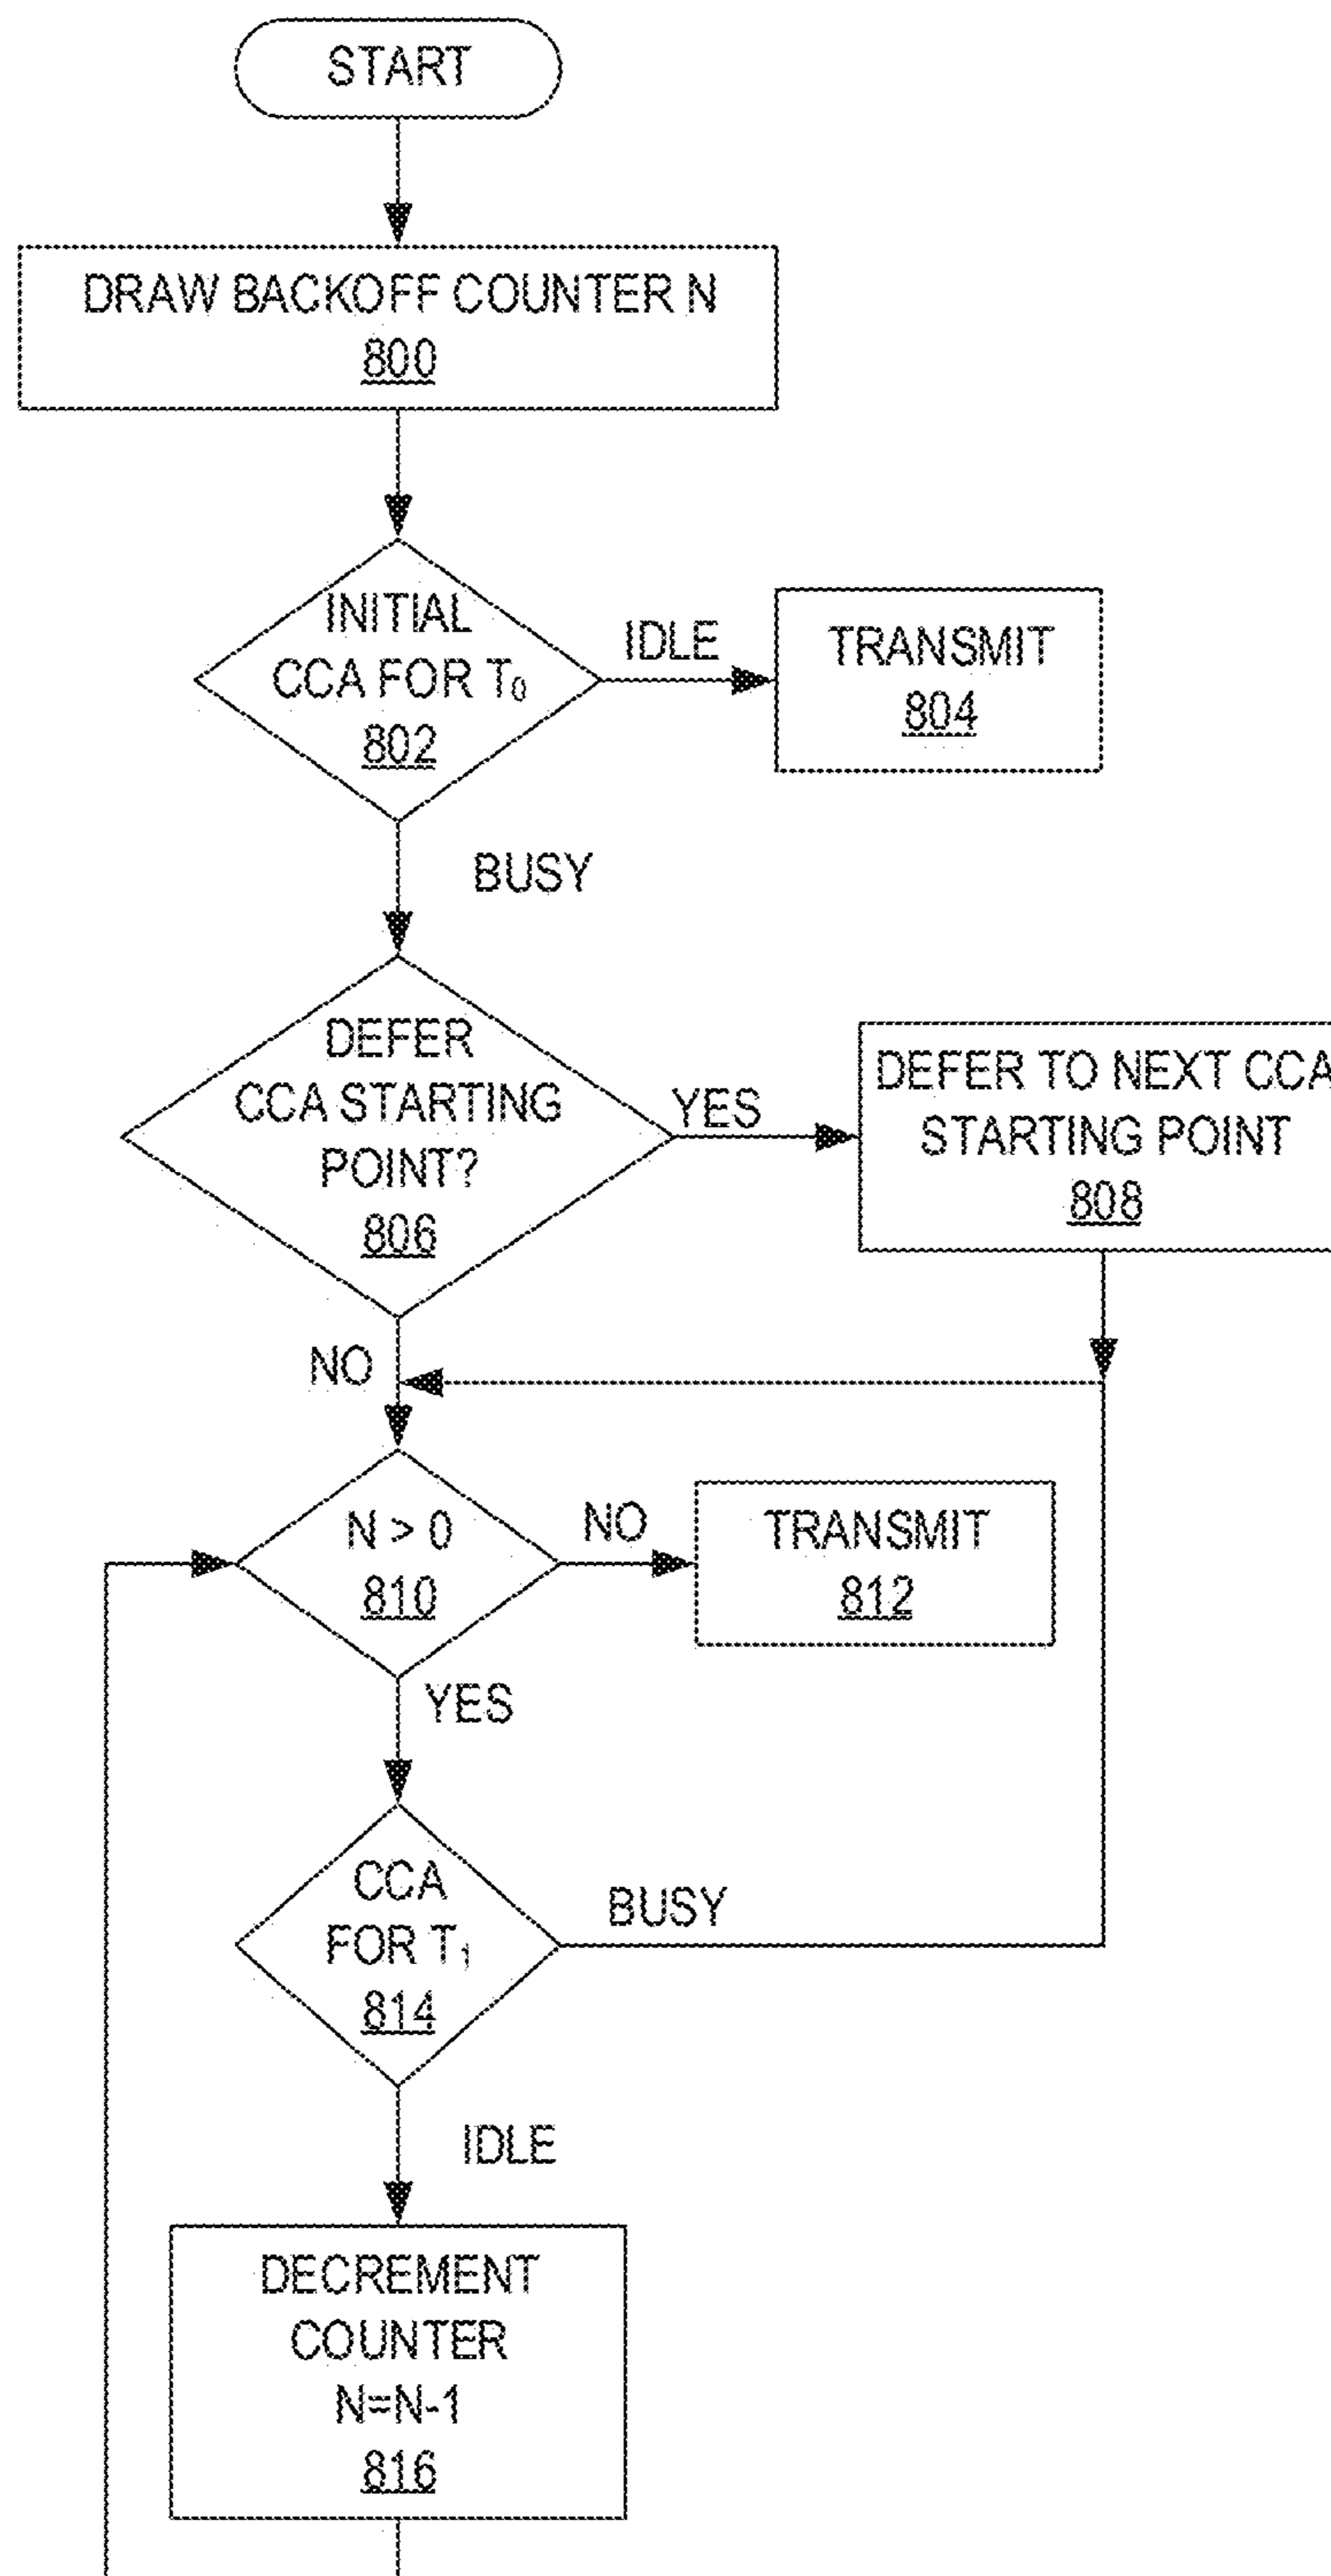 START
DRAW BACKOFF COUNTER N
800
INITIAL
CCA FOR T₀
802
IDLE
TRANSMIT
804
BUSY
DEFER
CCA STARTING
POINT?
806
YES
DEFER TO NEXT CCA
STARTING POINT
808
NO
N > 0
810
NO
TRANSMIT
812
YES
CCA
FOR T₁
814
BUSY
IDLE
DECREMENT
COUNTER
N=N-1
816